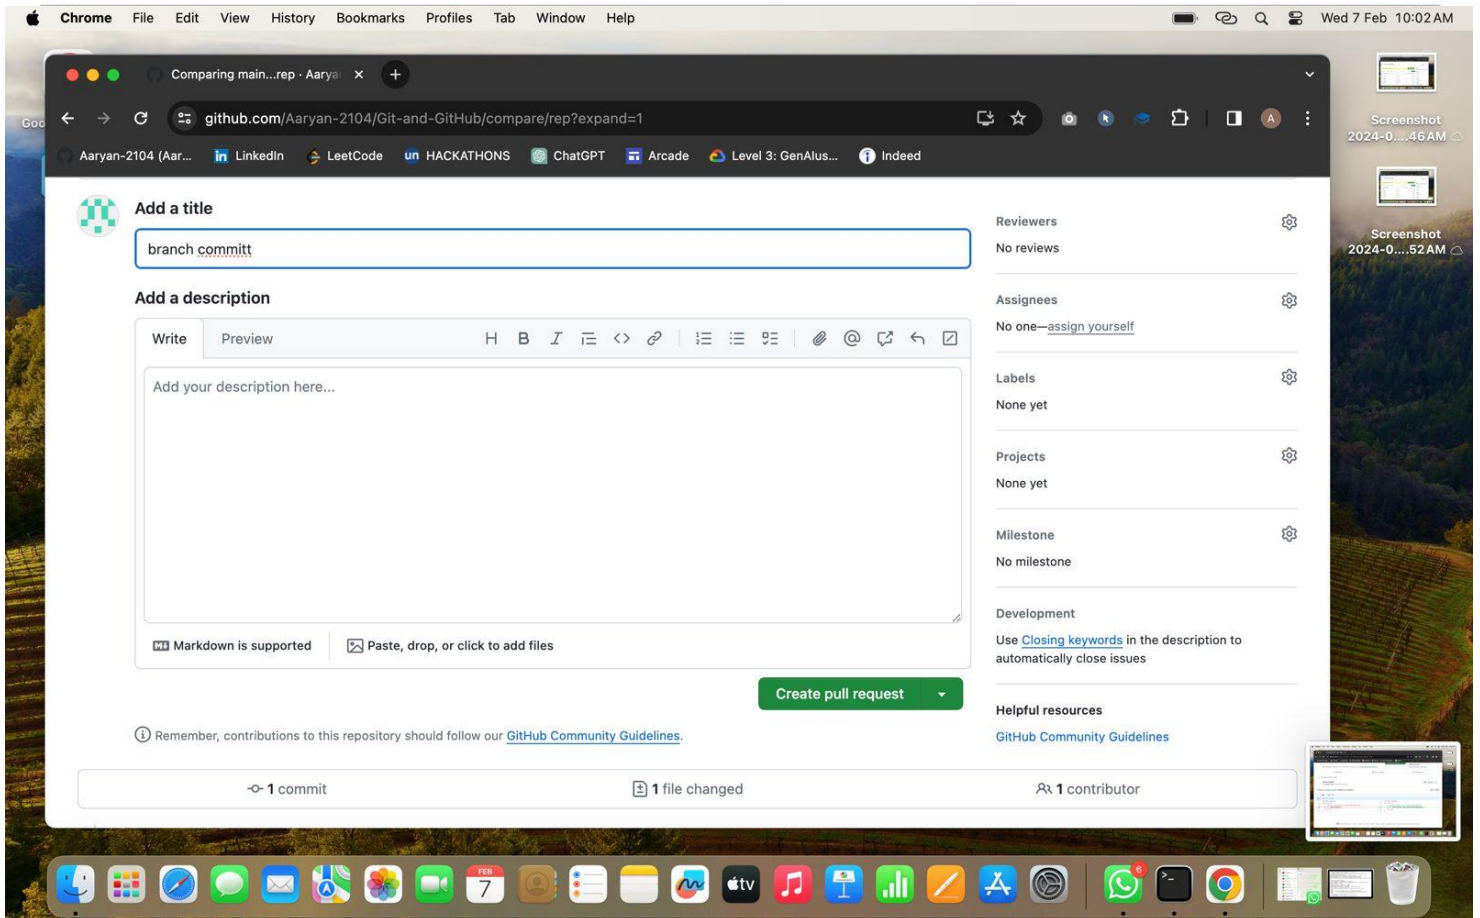 Chrome File Edit View History Bookmarks Profiles Tab Window Help Wed 7 Feb 10:02 AM
Comparing main...rep · Aarya
github.com/Aaryan-2104/Git-and-GitHub/compare/rep?expand=1
Aaryan-2104 (Aar... LinkedIn LeetCode un HACKATHONS ChatGPT Arcade Level 3: GenAIus... Indeed
Goo
Screenshot
2024-0....46 AM
Screenshot
2024-0....52 AM
Add a title
branch committ
Add a description
Write Preview
Add your description here...
Markdown is supported Paste, drop, or click to add files
Create pull request
Remember, contributions to this repository should follow our GitHub Community Guidelines.
Reviewers
No reviews
Assignees
No one—assign yourself
Labels
None yet
Projects
None yet
Milestone
No milestone
Development
Use Closing keywords in the description to
automatically close issues
Helpful resources
GitHub Community Guidelines
1 commit 1 file changed 1 contributor
FEB
7
tv
6